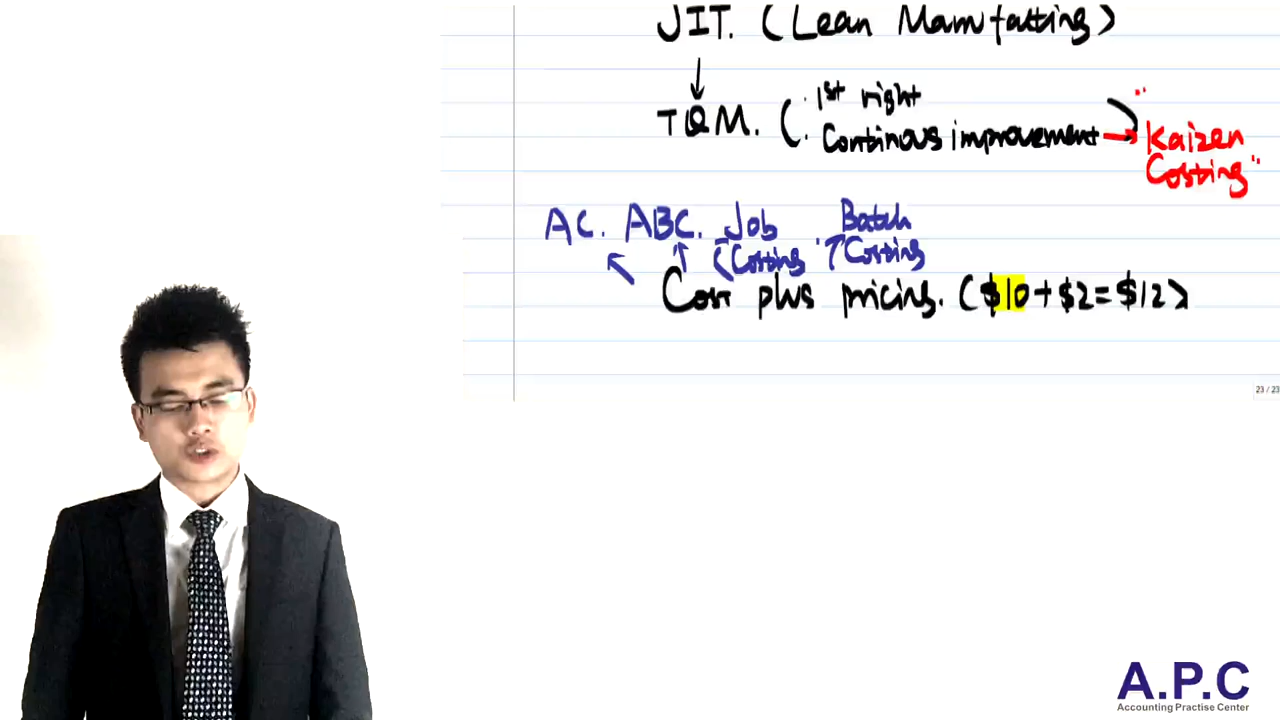 JIT. (Lean Manufatting)
TQM. (. 1st right
. Continous improvement) → "Kaizen
Costing"
AC. ABC. Job Batch
Costing Costing
Cost plus pricing. ($10+$2=$12)
23 / 23
A.P.C
Accounting Practise Center